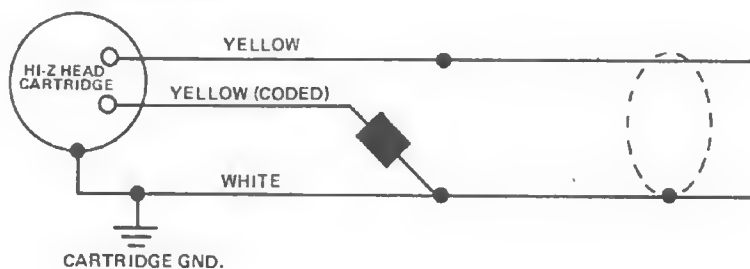 YELLOW
HI-Z HEAD
CARTRIDGE
YELLOW (CODED)
WHITE
CARTRIDGE GND.